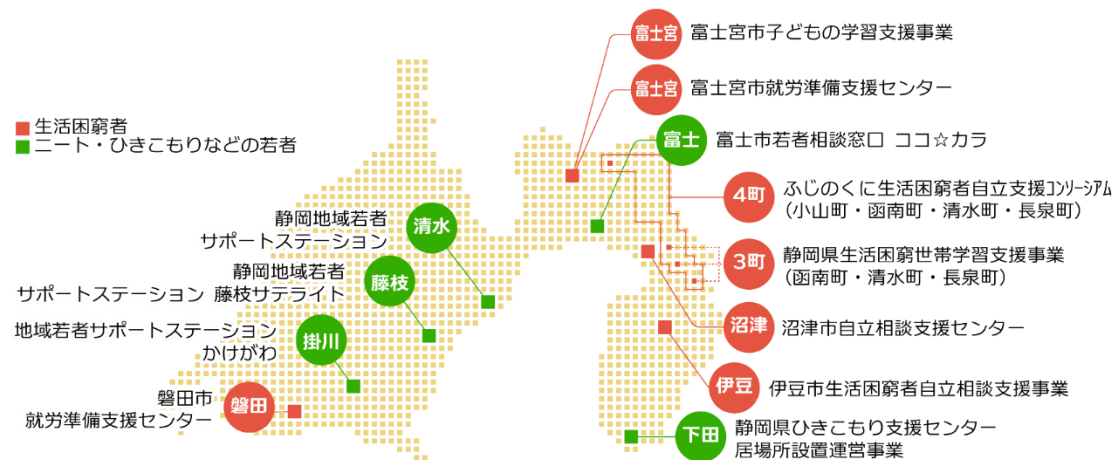 生活困窮者
ニート・ひきこもりなどの若者
富士宮
富士宮市子どもの学習支援事業
富士宮
富士宮市就労準備支援センター
富士
富士市若者相談窓口 ココ☆カラ
4町
ふじのくに生活困窮者自立支援ｺﾝｿｰｼｱﾑ
(小山町・函南町・清水町・長泉町)
3町
静岡県生活困窮世帯学習支援事業
(函南町・清水町・長泉町)
沼津
沼津市自立相談支援センター
伊豆
伊豆市生活困窮者自立相談支援事業
下田
静岡県ひきこもり支援センター
居場所設置運営事業
静岡地域若者
サポートステーション
清水
静岡地域若者
サポートステーション 藤枝サテライト
藤枝
地域若者サポートステーション
かけがわ
掛川
磐田市
就労準備支援センター
磐田